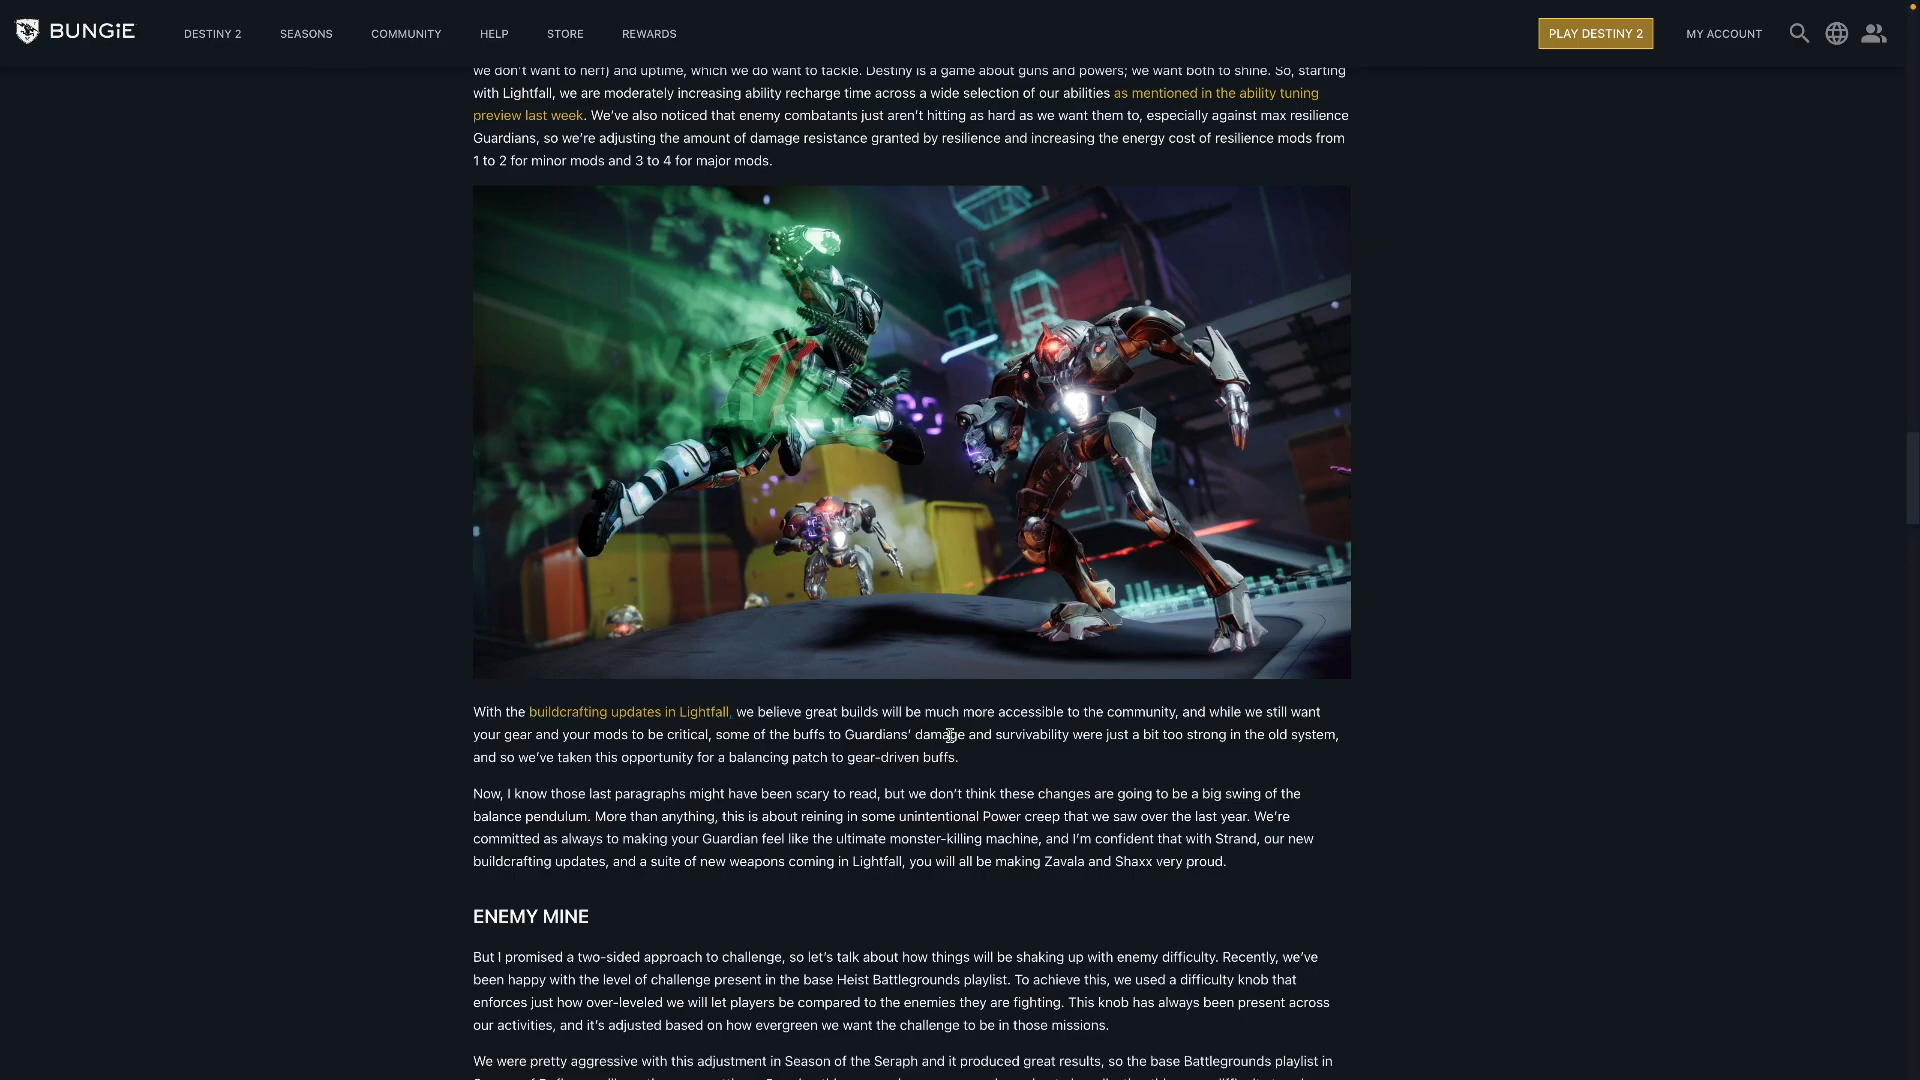 BUNGiE
DESTINY 2 SEASONS COMMUNITY HELP STORE REWARDS PLAY DESTINY 2 MY ACCOUNT
we don't want to nerf) and uptime, which we do want to tackle. Destiny is a game about guns and powers; we want both to shine. So, starting
with Lightfall, we are moderately increasing ability recharge time across a wide selection of our abilities as mentioned in the ability tuning
preview last week. We've also noticed that enemy combatants just aren't hitting as hard as we want them to, especially against max resilience
Guardians, so we're adjusting the amount of damage resistance granted by resilience and increasing the energy cost of resilience mods from
1 to 2 for minor mods and 3 to 4 for major mods.
With the buildcrafting updates in Lightfall, we believe great builds will be much more accessible to the community, and while we still want
your gear and your mods to be critical, some of the buffs to Guardians' damage and survivability were just a bit too strong in the old system,
and so we've taken this opportunity for a balancing patch to gear-driven buffs.
Now, I know those last paragraphs might have been scary to read, but we don't think these changes are going to be a big swing of the
balance pendulum. More than anything, this is about reining in some unintentional Power creep that we saw over the last year. We're
committed as always to making your Guardian feel like the ultimate monster-killing machine, and I'm confident that with Strand, our new
buildcrafting updates, and a suite of new weapons coming in Lightfall, you will all be making Zavala and Shaxx very proud.
ENEMY MINE
But I promised a two-sided approach to challenge, so let's talk about how things will be shaking up with enemy difficulty. Recently, we've
been happy with the level of challenge present in the base Heist Battlegrounds playlist. To achieve this, we used a difficulty knob that
enforces just how over-leveled we will let players be compared to the enemies they are fighting. This knob has always been present across
our activities, and it's adjusted based on how evergreen we want the challenge to be in those missions.
We were pretty aggressive with this adjustment in Season of the Seraph and it produced great results, so the base Battlegrounds playlist in